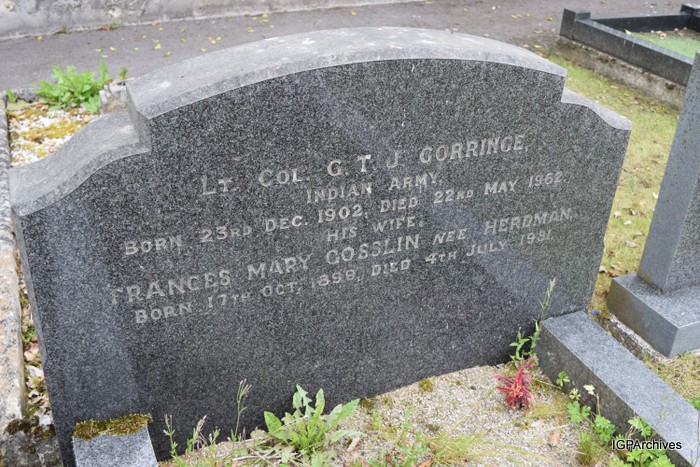 LT. COL. G. T. J. GORRINGE,
INDIAN ARMY,
BORN 23RD DEC. 1902, DIED 22ND MAY 1962.
HIS WIFE,
FRANCES MARY GOSSLIN NEE HERDMAN,
BORN 17TH OCT. 1899, DIED 4TH JULY 1981.
IGPArchives